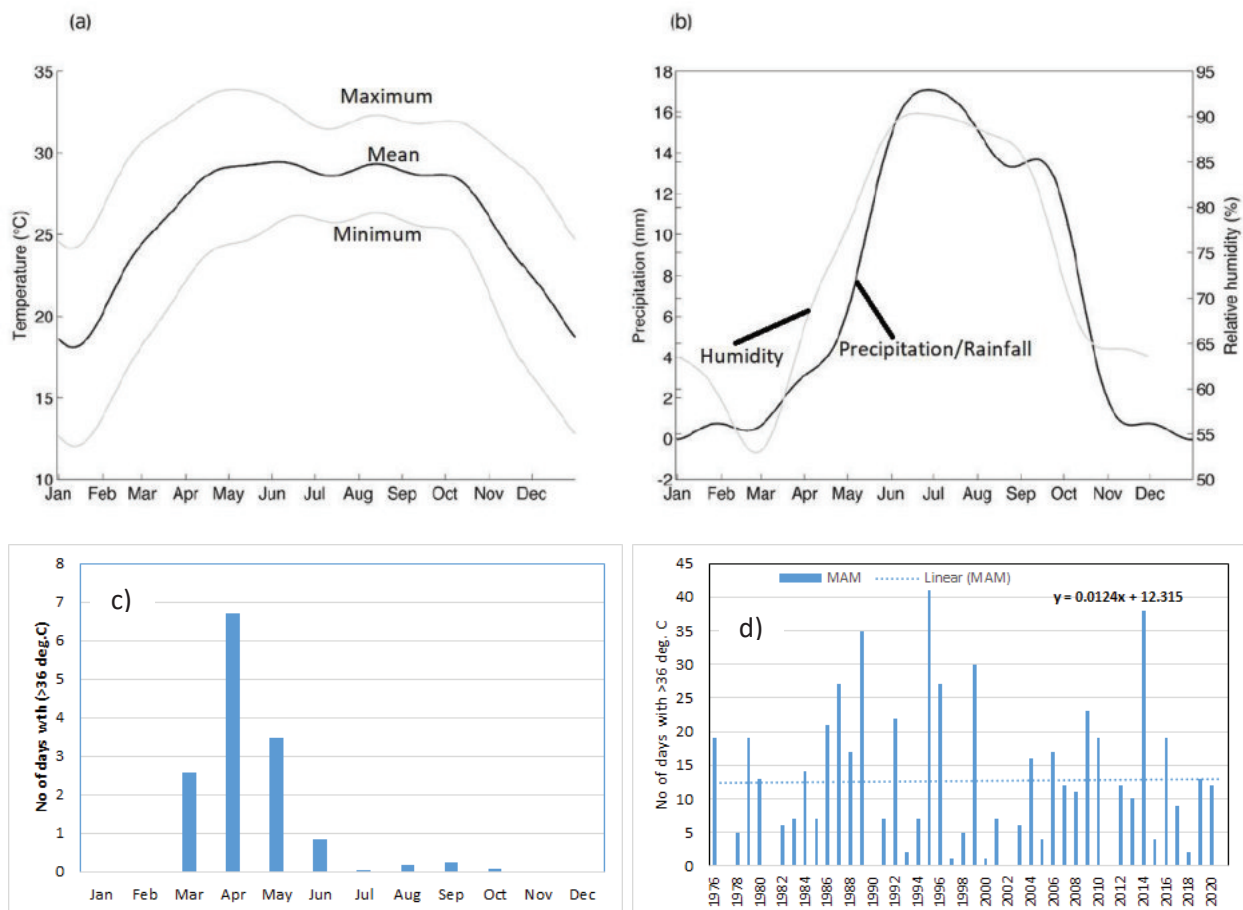 (a)
35
30
25
20
15
10
Temperature (°C)
Maximum
Mean
Minimum
Jan Feb Mar Apr May Jun Jul Aug Sep Oct Nov Dec
(b)
18
16
14
12
10
8
6
4
2
0
-2
Precipitation (mm)
95
90
85
80
75
70
65
60
55
50
Relative humidity (%)
Humidity
Precipitation/Rainfall
Jan Feb Mar Apr May Jun Jul Aug Sep Oct Nov Dec
c)
8
7
6
5
4
3
2
1
0
No of days wth (>36 deg.C)
Jan Feb Mar Apr May Jun Jul Aug Sep Oct Nov Dec
d)
MAM Linear (MAM)
y = 0.0124x + 12.315
45
40
35
30
25
20
15
10
5
0
No of days with >36 deg. C
1976 1978 1980 1982 1984 1986 1988 1990 1992 1994 1996 1998 2000 2002 2004 2006 2008 2010 2012 2014 2016 2018 2020